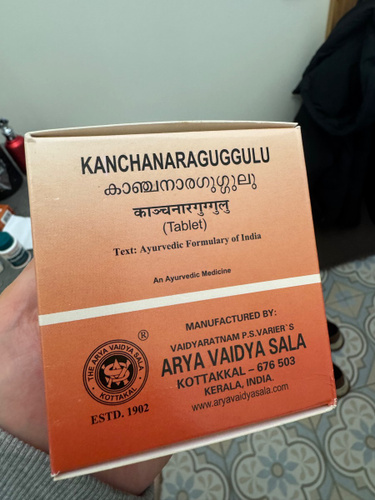 KANCHANARAGUGGULU
കാഞ്ചനാരഗുഗ്ഗുലു
काञ्चनारगुग्गुलु
(Tablet)
Text: Ayurvedic Formulary of India
An Ayurvedic Medicine
MANUFACTURED BY:
VAIDYARATNAM P.S.VARIER'S
ARYA VAIDYA SALA
KOTTAKKAL – 676 503
KERALA, INDIA.
www.aryavaidyasala.com
THE ARYA VAIDYA SALA
KOTTAKAL
®
ESTD. 1902